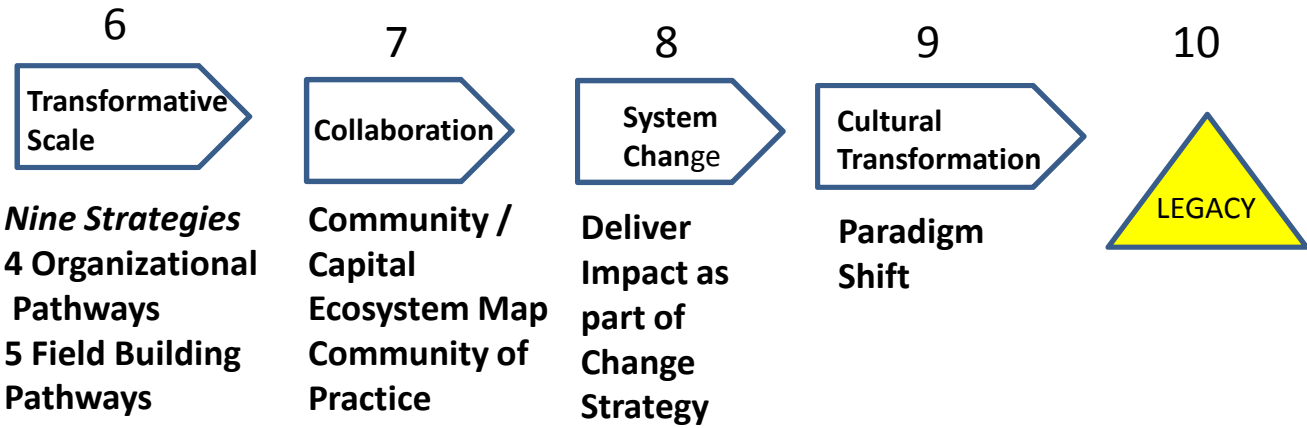 6
7
8
9
10
Transformative
Scale
Collaboration
System
Change
Cultural
Transformation
LEGACY
Nine Strategies
4 Organizational
Pathways
5 Field Building
Pathways
Community /
Capital
Ecosystem Map
Community of
Practice
Deliver
Impact as
part of
Change
Strategy
Paradigm
Shift